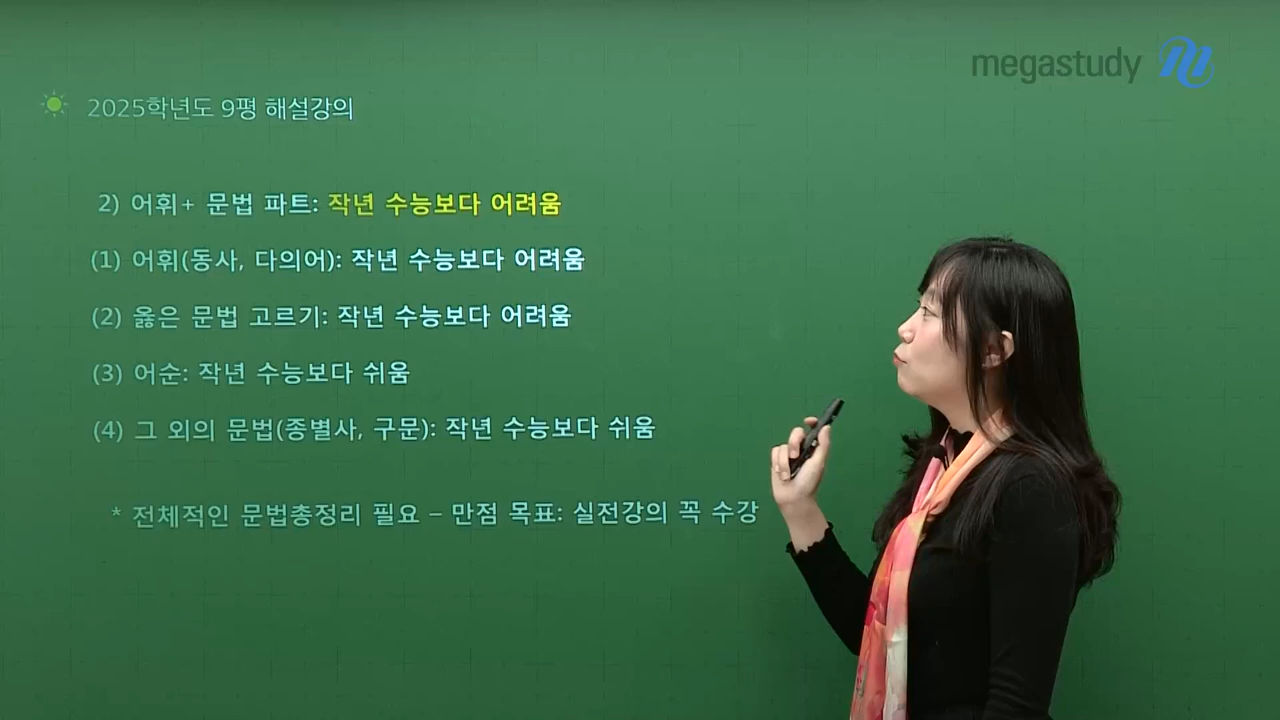 megastudy
2025학년도 9평 해설강의
2) 어휘+ 문법 파트: 작년 수능보다 어려움
(1) 어휘(동사, 다의어): 작년 수능보다 어려움
(2) 옳은 문법 고르기: 작년 수능보다 어려움
(3) 어순: 작년 수능보다 쉬움
(4) 그 외의 문법(종별사, 구문): 작년 수능보다 쉬움
* 전체적인 문법총정리 필요 – 만점 목표: 실전강의 꼭 수강